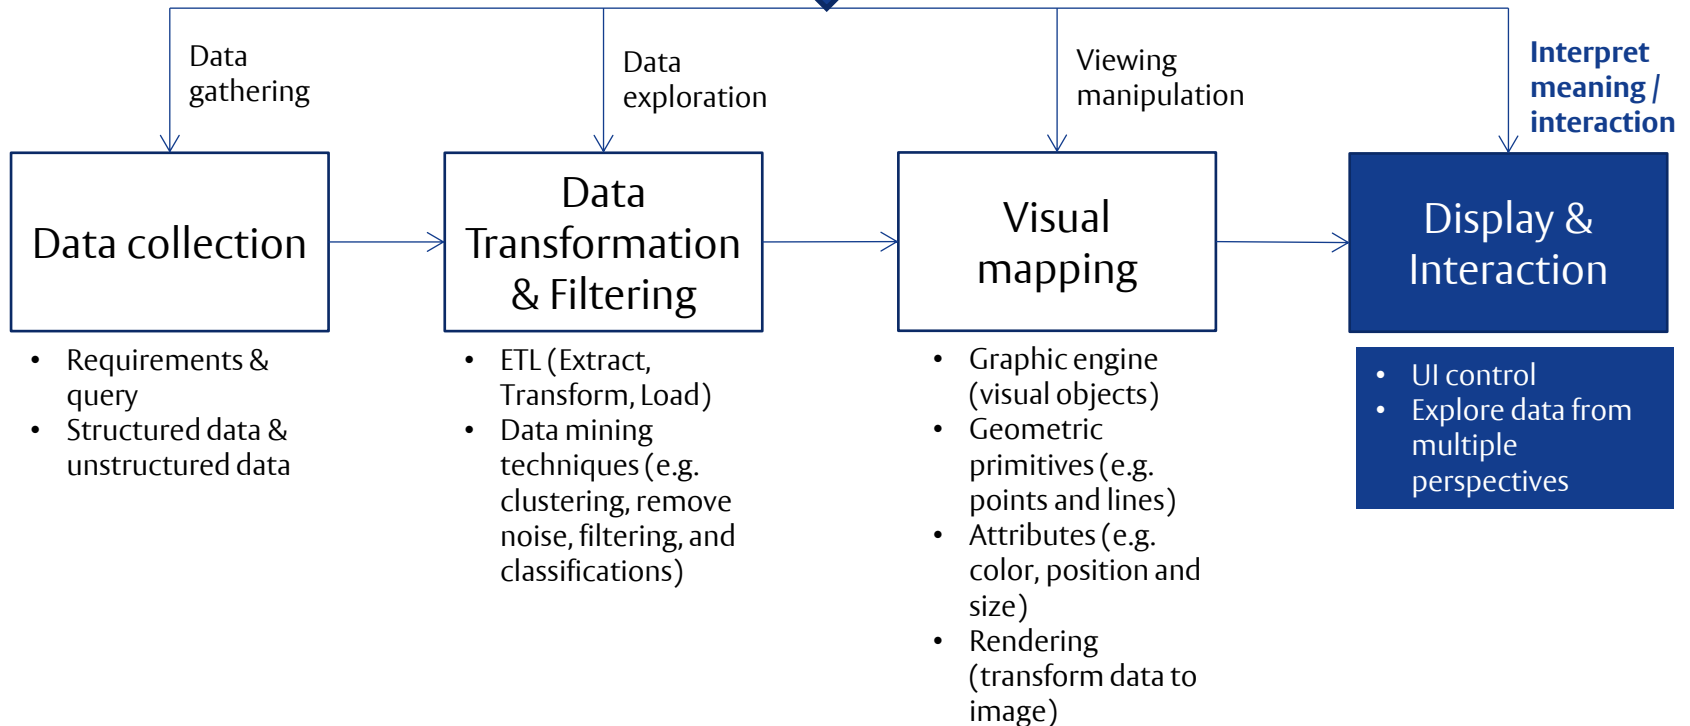 Data
gathering
Data
exploration
Viewing
manipulation
Interpret
meaning /
interaction
Data collection
Data
Transformation
& Filtering
Visual
mapping
Display &
Interaction
• Requirements &
query
• Structured data &
unstructured data
• ETL (Extract,
Transform, Load)
• Data mining
techniques (e.g.
clustering, remove
noise, filtering, and
classifications)
• Graphic engine
(visual objects)
• Geometric
primitives (e.g.
points and lines)
• Attributes (e.g.
color, position and
size)
• Rendering
(transform data to
image)
• UI control
• Explore data from
multiple
perspectives